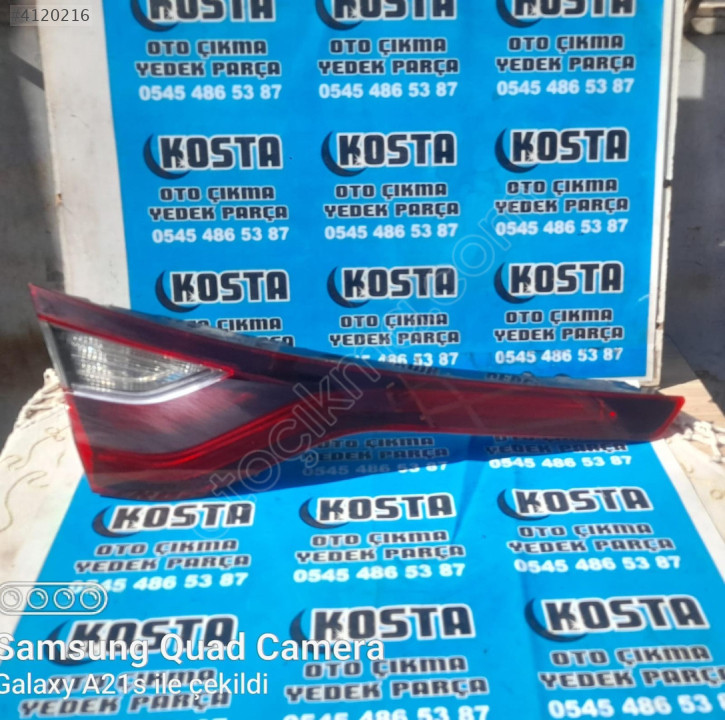 4120216
OTO ÇIKMA OTO ÇIKMA OTO ÇIKMA
YEDEK PARÇA YEDEK PARÇA YEDEK PARÇA
0545 486 53 87 0545 486 53 87 0545 486 53 87
KOSTA KOSTA KOSTA
OTO ÇIKMA OTO ÇIKMA OTO ÇIKMA
YEDEK PARÇA YEDEK PARÇA YEDEK PARÇA
0545 486 53 87 0545 486 53 87 0545 486 53 87
KOSTA KOSTA KOSTA
ÇIKMA OTO ÇIKMA OTO ÇIKMA
YEDEK PARÇA YEDEK PARÇA
486 53 87 0545 486 53 87
KOSTA KOSTA KOSTA
OTO ÇIKMA OTO ÇIKMA OTO ÇIKMA
YEDEK PARÇA YEDEK PARÇA YEDEK PARÇA
0545 486 53 87 0545 486 53 87 0545 486 53 87
KOSTA KOSTA KOSTA
Samsung Quad Camera
Galaxy A21s ile çekildi
OTO ÇIKMA OTO ÇIKMA
YEDEK PARÇA